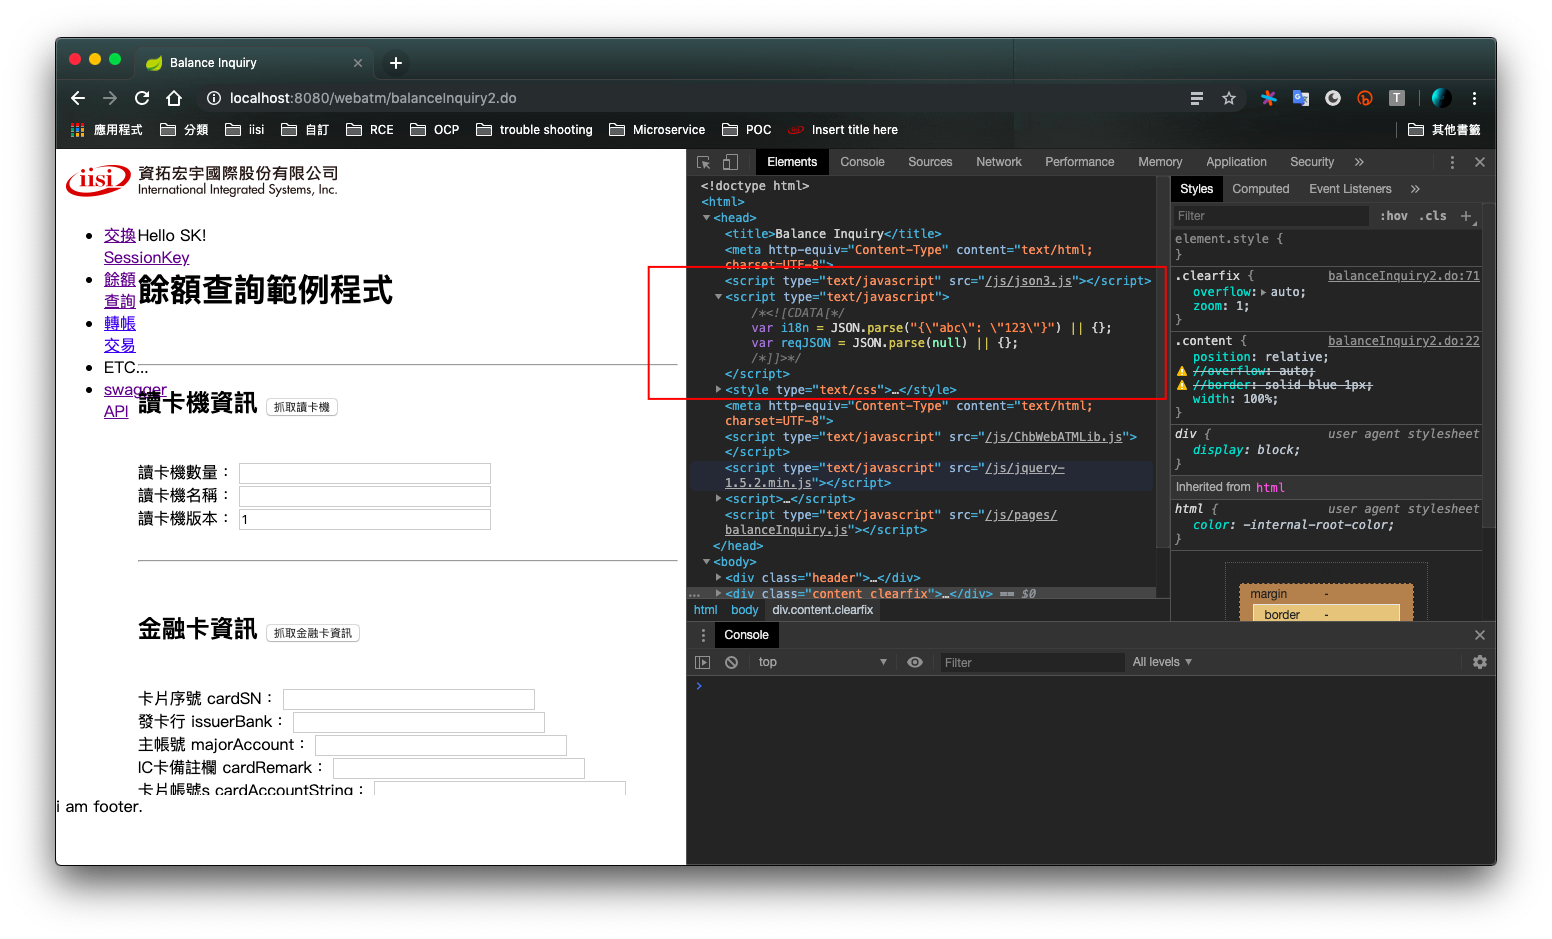 Balance Inquiry
localhost:8080/webatm/balanceInquiry2.do
應用程式 分類 iisi 自訂 RCE OCP trouble shooting Microservice POC Insert title here 其他書籤
iisi 資拓宏宇國際股份有限公司
International Integrated Systems, Inc.
交換SessionKey
餘額查詢
轉帳交易
ETC...
swagger API
Hello SK!
餘額查詢範例程式
讀卡機資訊 抓取讀卡機
讀卡機數量：
讀卡機名稱：
讀卡機版本： 1
金融卡資訊 抓取金融卡資訊
卡片序號 cardSN：
發卡行 issuerBank：
主帳號 majorAccount：
IC卡備註欄 cardRemark：
卡片帳號s cardAccountString：
i am footer.
Elements Console Sources Network Performance Memory Application Security »
<!doctype html>
<html>
<head>
<title>Balance Inquiry</title>
<meta http-equiv="Content-Type" content="text/html;
charset=UTF-8">
<script type="text/javascript" src="/js/json3.js"></script>
<script type="text/javascript">
/*<![CDATA[*/
var i18n = JSON.parse("{\"abc\": \"123\"}") || {};
var reqJSON = JSON.parse(null) || {};
/*]]>*/
</script>
<style type="text/css">…</style>
<meta http-equiv="Content-Type" content="text/html;
charset=UTF-8">
<script type="text/javascript" src="/js/ChbWebATMLib.js">
</script>
<script type="text/javascript" src="/js/jquery-
1.5.2.min.js"></script>
<script>…</script>
<script type="text/javascript" src="/js/pages/
balanceInquiry.js"></script>
</head>
<body>
<div class="header">…</div>
... <div class="content clearfix">…</div> == $0
html body div.content.clearfix
Styles Computed Event Listeners »
Filter :hov .cls +
element.style {
}
.clearfix { balanceInquiry2.do:71
overflow: auto;
zoom: 1;
}
.content { balanceInquiry2.do:22
position: relative;
//overflow: auto;
//border: solid blue 1px;
width: 100%;
}
div { user agent stylesheet
display: block;
}
Inherited from html
html { user agent stylesheet
color: -internal-root-color;
}
margin -
border -
Console
top Filter All levels